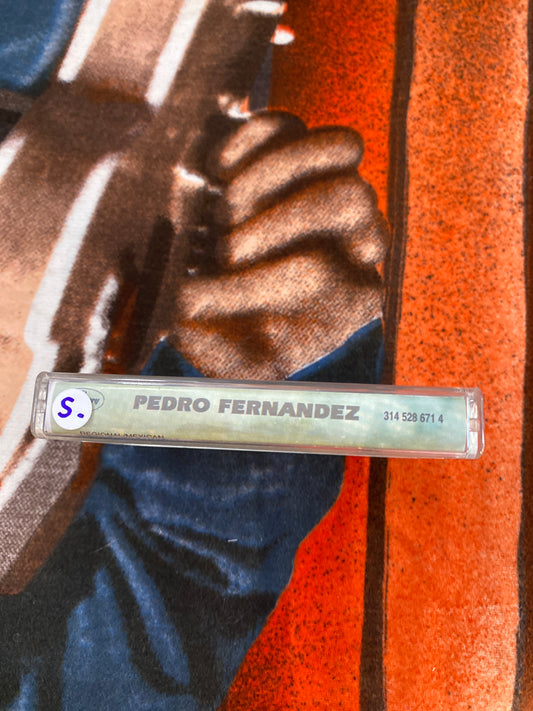 S.
PEDRO FERNANDEZ
314 528 671 4
REGIONAL/MEXICAN